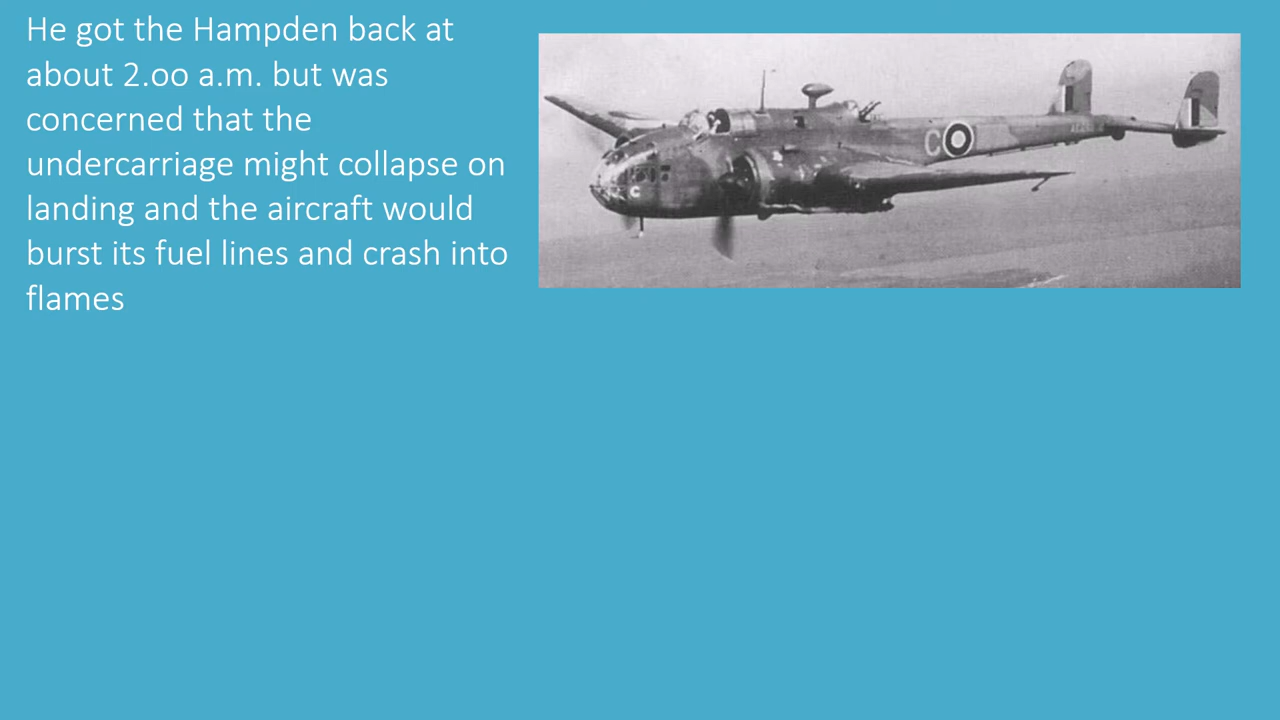 He got the Hampden back at
about 2.oo a.m. but was
concerned that the
undercarriage might collapse on
landing and the aircraft would
burst its fuel lines and crash into
flames
C
C